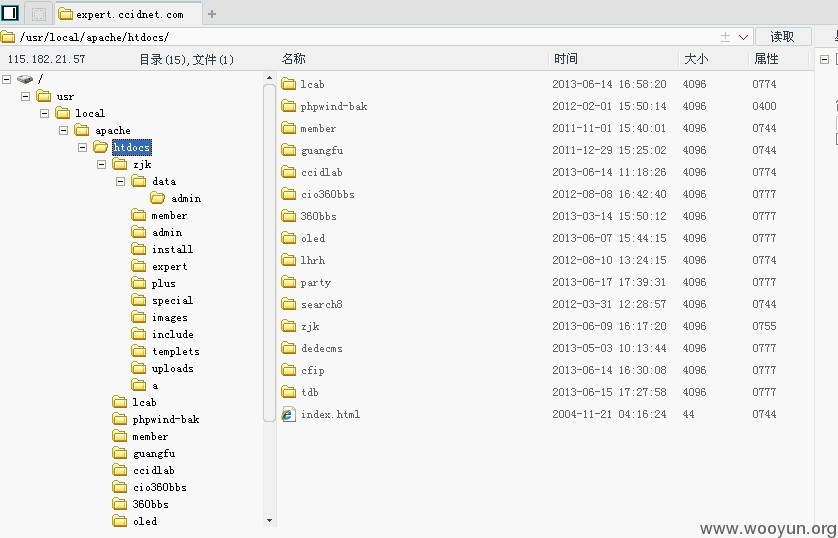 expert.ccidnet.com
/usr/local/apache/htdocs/
读取
115.182.21.57 目录(15),文件(1)
名称 时间 大小 属性
/
usr
local
apache
htdocs
zjk
data
admin
member
admin
install
expert
plus
special
images
include
templets
uploads
a
lcab
phpwind-bak
member
guangfu
ccidlab
cio360bbs
360bbs
oled
lcab 2013-06-14 16:58:20 4096 0774
phpwind-bak 2012-02-01 15:50:14 4096 0400
member 2011-11-01 15:40:01 4096 0744
guangfu 2011-12-29 15:25:02 4096 0744
ccidlab 2013-06-14 11:18:26 4096 0774
cio360bbs 2012-08-08 16:42:40 4096 0777
360bbs 2013-03-14 15:50:12 4096 0777
oled 2013-06-07 15:44:15 4096 0777
lhrh 2012-08-10 13:24:15 4096 0774
party 2013-06-17 17:39:31 4096 0777
search8 2012-03-31 12:28:57 4096 0744
zjk 2013-06-09 16:17:20 4096 0755
dedecms 2013-05-03 10:13:44 4096 0777
cfip 2013-06-14 16:30:08 4096 0777
tdb 2013-06-15 17:27:58 4096 0777
index.html 2004-11-21 04:16:24 44 0744
www.wooyun.org